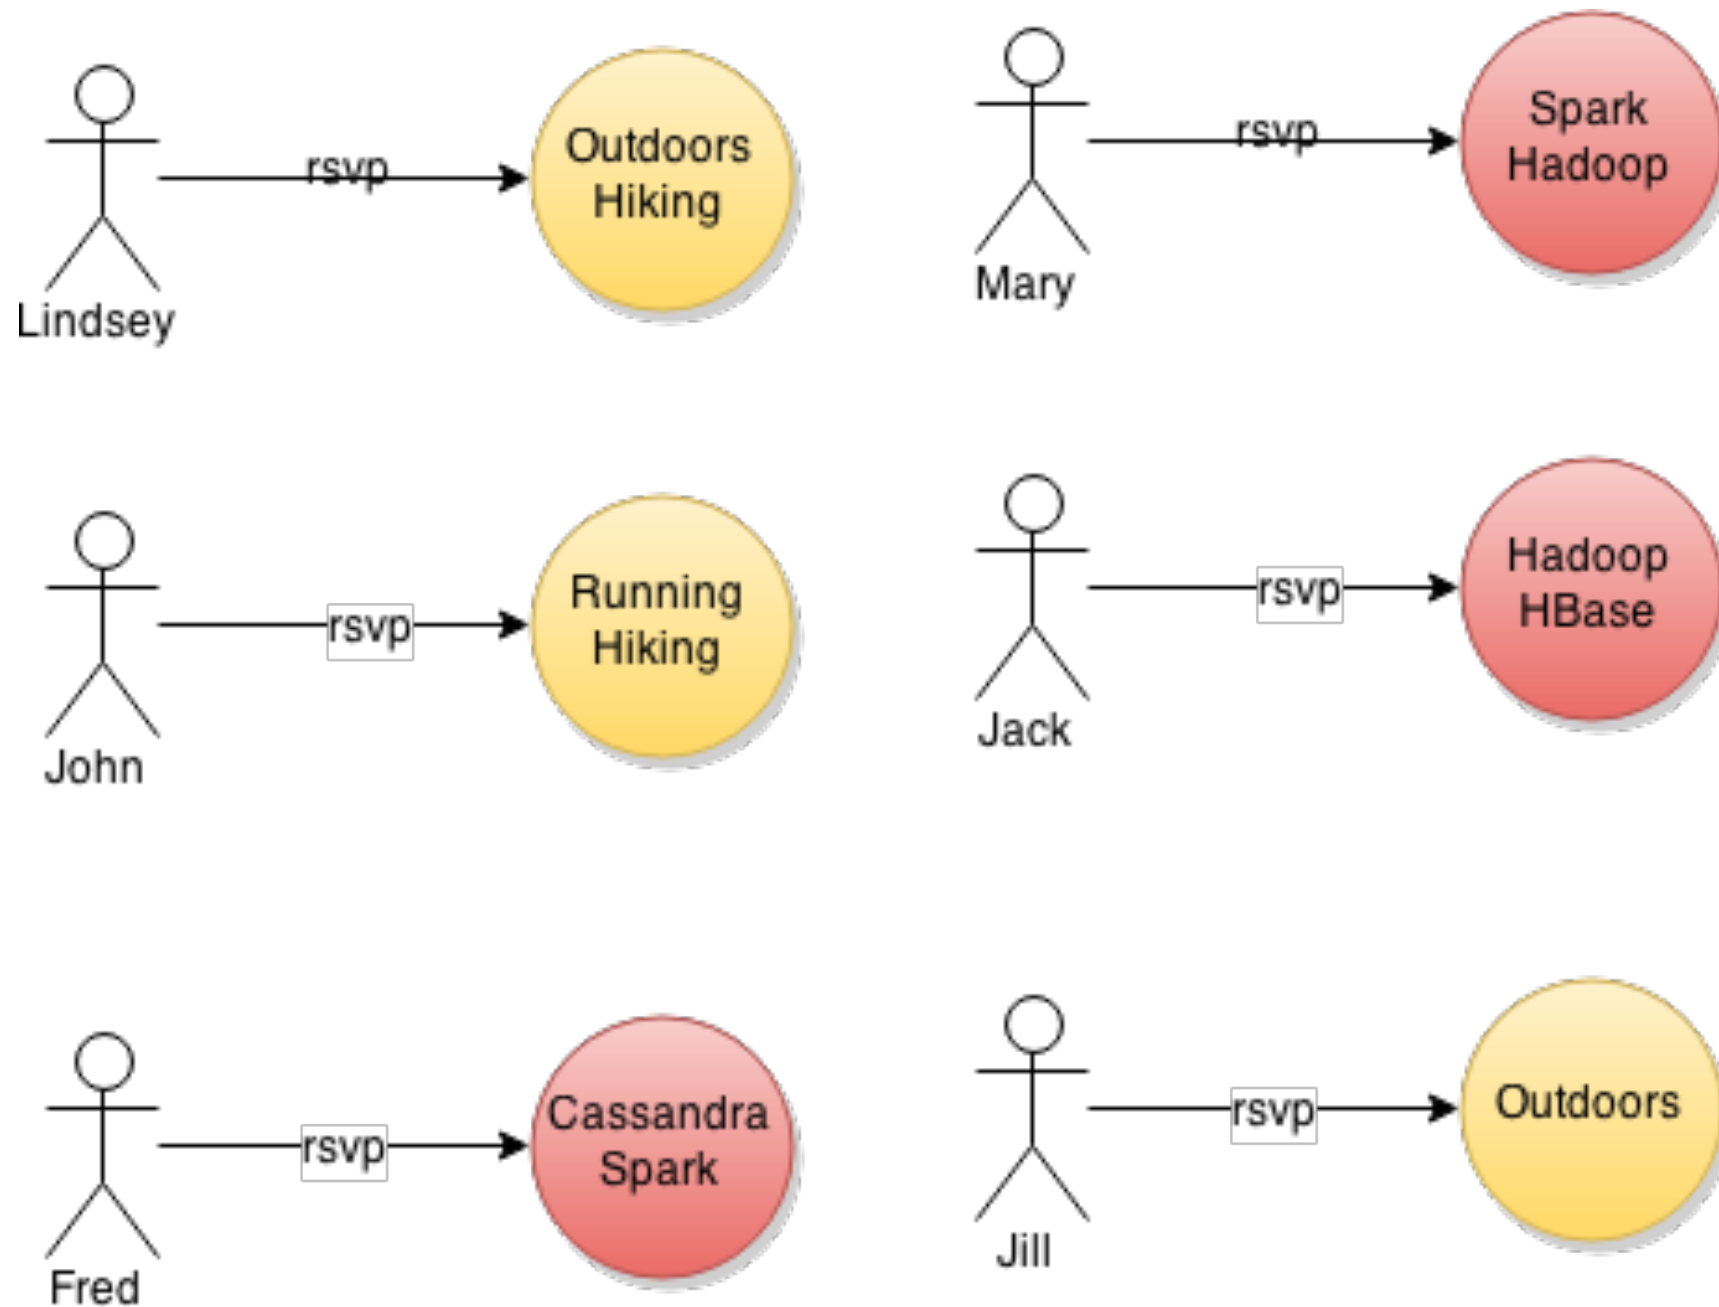 rsvp
Outdoors
Hiking
Lindsey
rsvp
Spark
Hadoop
Mary
rsvp
Running
Hiking
John
rsvp
Hadoop
HBase
Jack
rsvp
Cassandra
Spark
Fred
rsvp
Outdoors
Jill